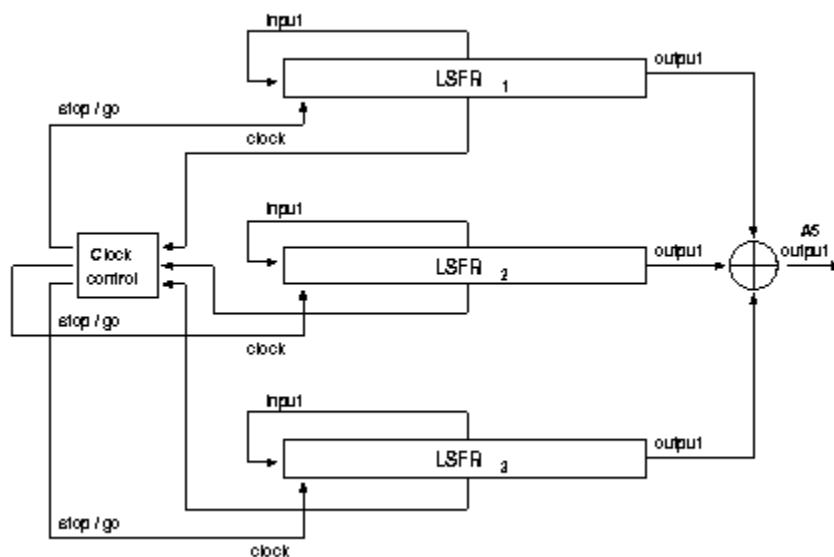 input
output
LSFR 1
stop / go
clock
input
A5
output
output
Clock
control
LSFR 2
stop / go
clock
input
output
LSFR 3
stop / go
clock